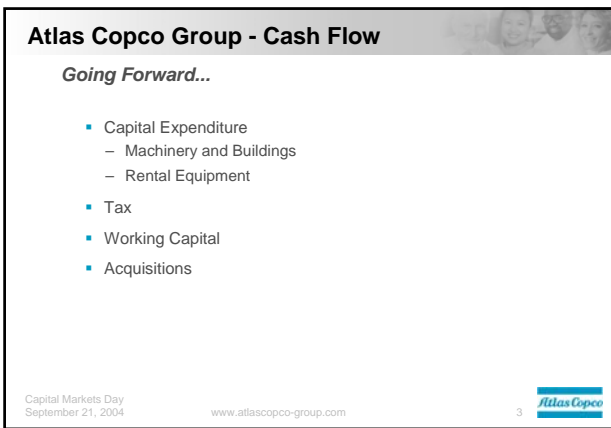 Atlas Copco Group - Cash Flow
Going Forward...
▪ Capital Expenditure
– Machinery and Buildings
– Rental Equipment
▪ Tax
▪ Working Capital
▪ Acquisitions
Capital Markets Day
September 21, 2004
www.atlascopco-group.com
3
Atlas Copco